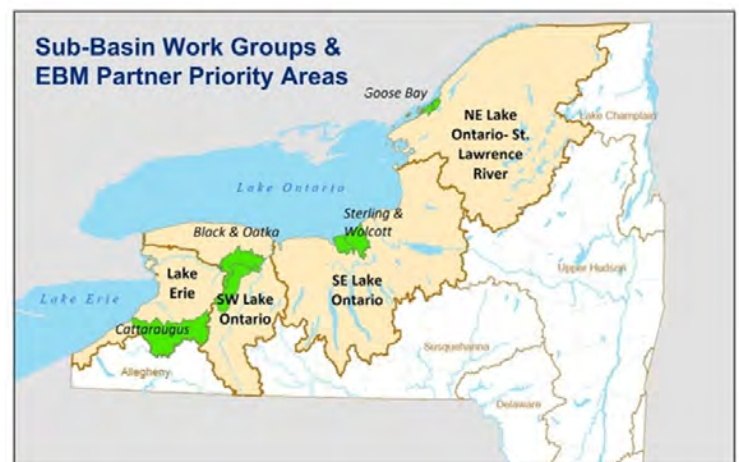 Sub-Basin Work Groups &
EBM Partner Priority Areas
Goose Bay
NE Lake
Ontario- St.
Lawrence
River
Lake Champlain
Lake Ontario
Sterling &
Wolcott
Black & Oatka
Upper Hudson
Lake
Erie
SE Lake
Ontario
Lake Erie
SW Lake
Ontario
Cattaraugus
Susquehanna
Allegheny
Delaware